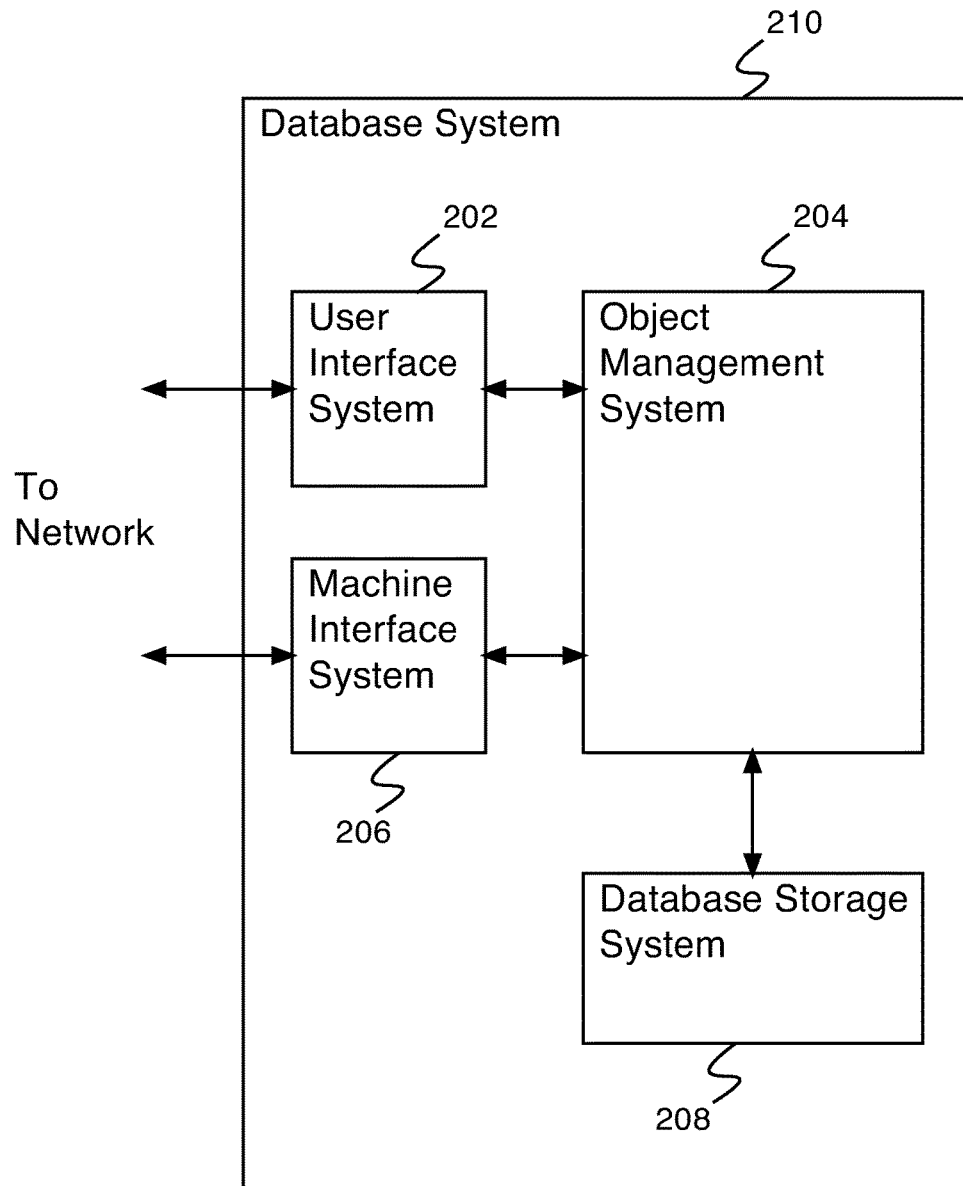 210
Database System
202
204
User
Interface
System
Object
Management
System
To
Network
Machine
Interface
System
206
Database Storage
System
208